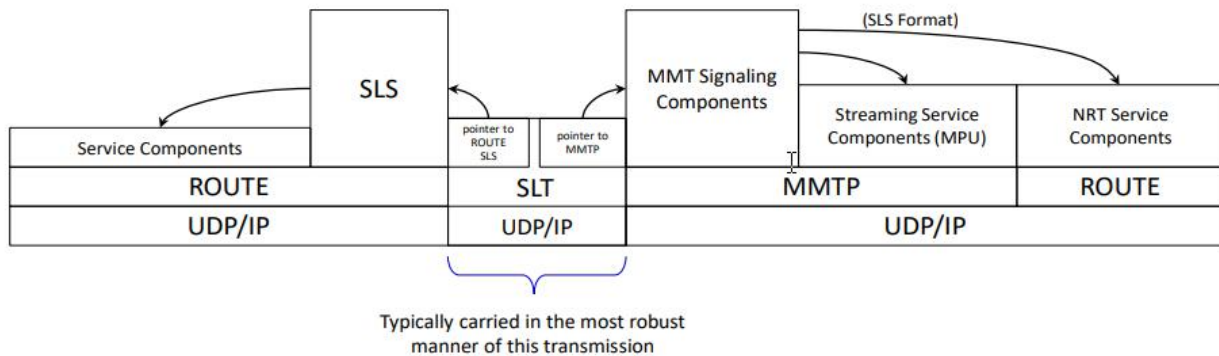 (SLS Format)
SLS
MMT Signaling
Components
Service Components
pointer to
ROUTE
SLS
pointer to
MMTP
Streaming Service
Components (MPU)
NRT Service
Components
ROUTE
SLT
MMTP
ROUTE
UDP/IP
UDP/IP
UDP/IP
Typically carried in the most robust
manner of this transmission